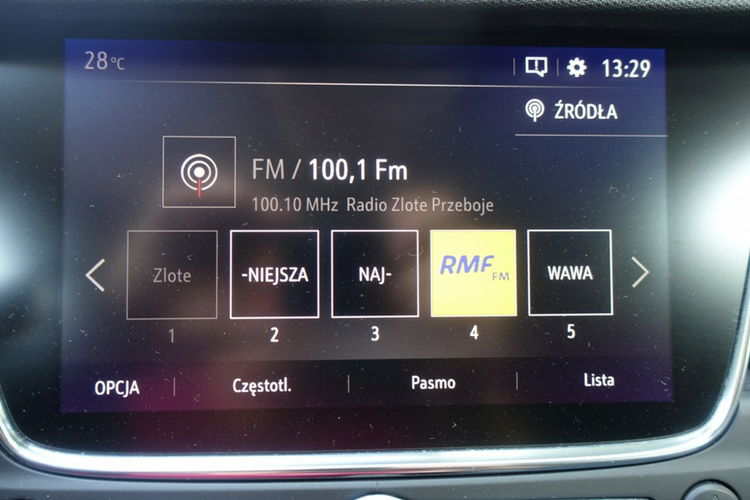 28°C 13:29
ŹRÓDŁA
FM / 100,1 Fm
100.10 MHz Radio Zlote Przeboje
Zlote -NIEJSZA NAJ- RMF FM WAWA
1 2 3 4 5
OPCJA Częstotl. Pasmo Lista